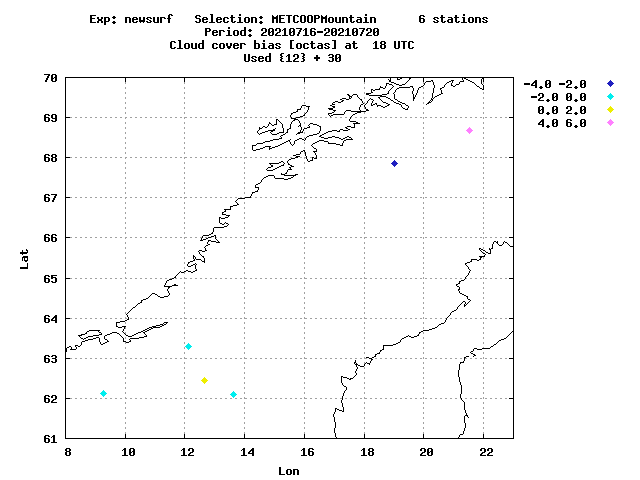 Exp: newsurf Selection: METCOOPMountain 6 stations
Period: 20210716-20210720
Cloud cover bias [octas] at 18 UTC
Used {12} + 30
-4.0 -2.0
-2.0 0.0
0.0 2.0
4.0 6.0
70
69
68
67
66
65
64
63
62
61
Lat
8 10 12 14 16 18 20 22
Lon